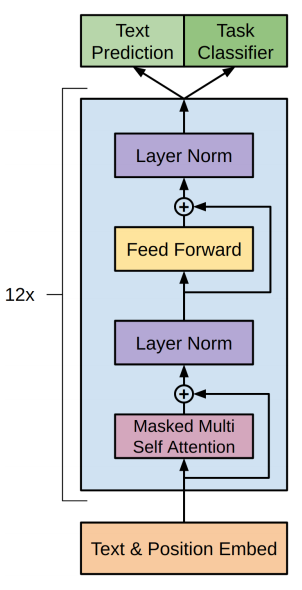 Text
Prediction
Task
Classifier
Layer Norm
Feed Forward
12x
Layer Norm
Masked Multi
Self Attention
Text & Position Embed